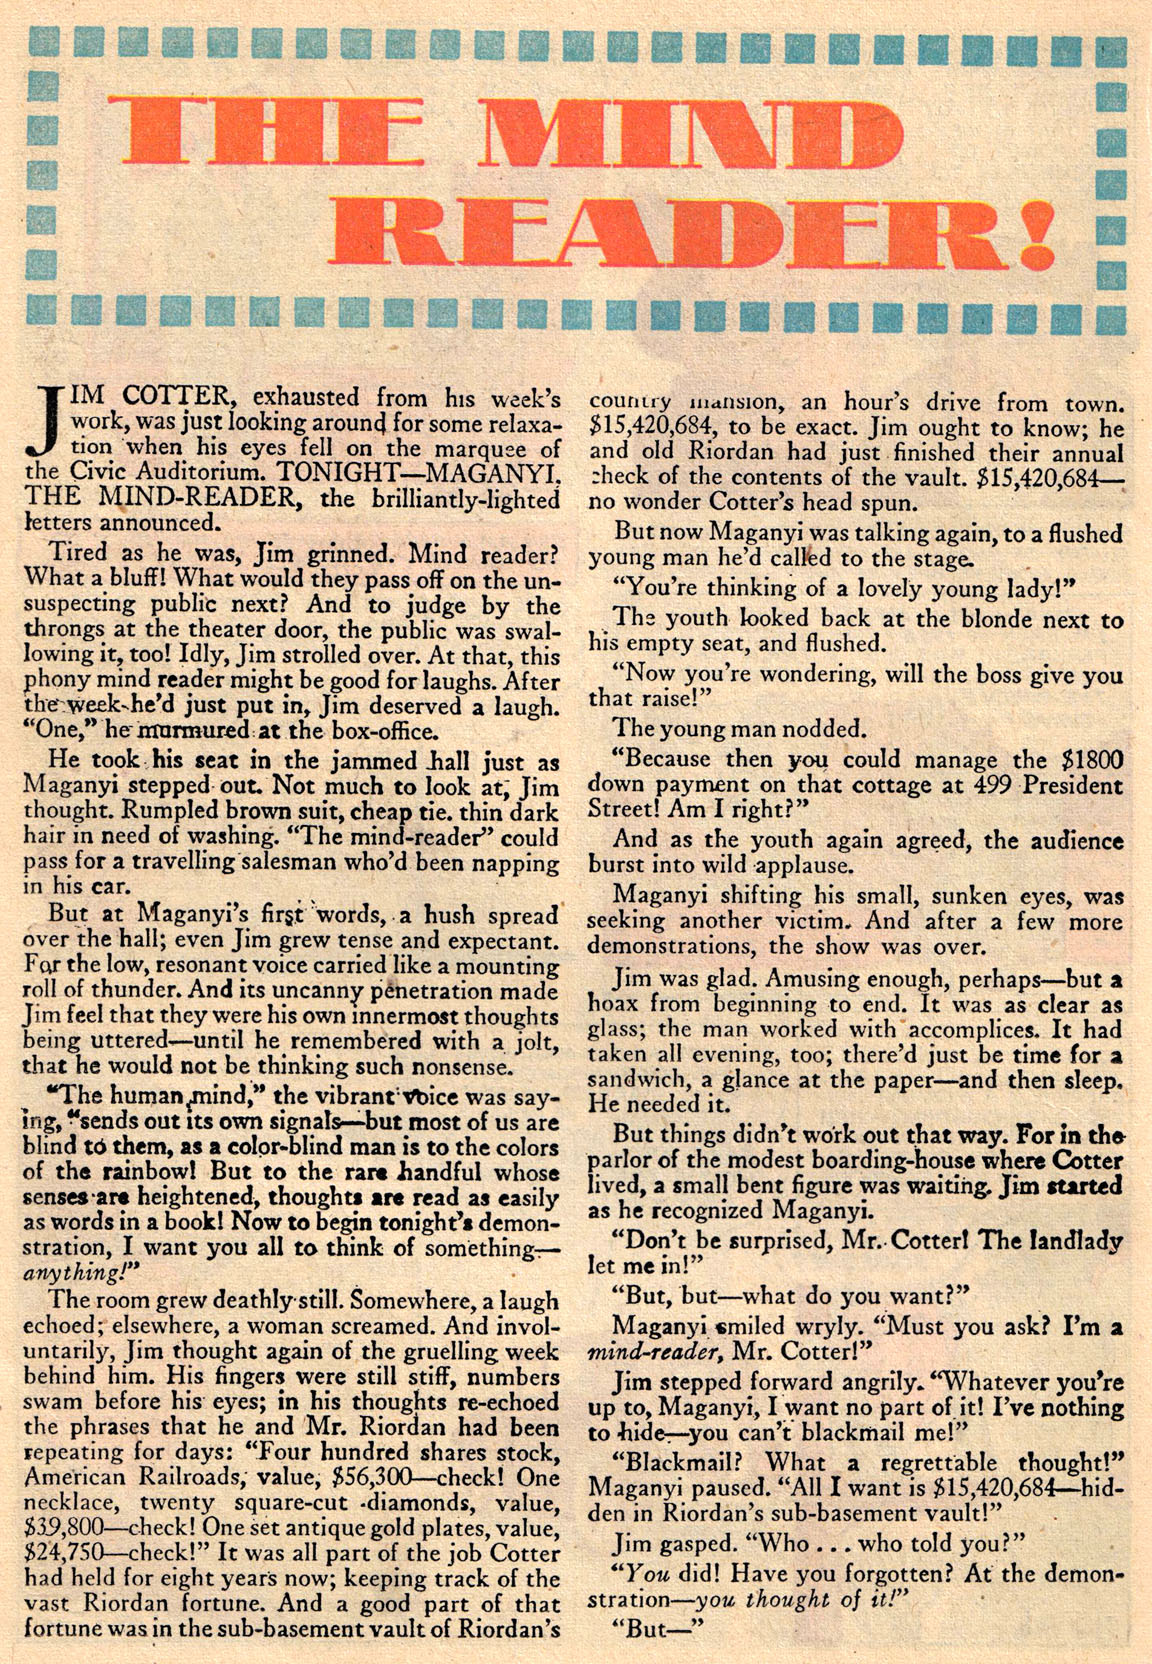 THE MIND
READER!
JIM COTTER, exhausted from his week's
work, was just looking around for some relaxa-
tion when his eyes fell on the marquee of
the Civic Auditorium. TONIGHT—MAGANYI,
THE MIND-READER, the brilliantly-lighted
letters announced.
Tired as he was, Jim grinned. Mind reader?
What a bluff! What would they pass off on the un-
suspecting public next? And to judge by the
throngs at the theater door, the public was swal-
lowing it, too! Idly, Jim strolled over. At that, this
phony mind reader might be good for laughs. After
the week he'd just put in, Jim deserved a laugh.
"One," he murmured at the box-office.
He took his seat in the jammed hall just as
Maganyi stepped out. Not much to look at, Jim
thought. Rumpled brown suit, cheap tie. thin dark
hair in need of washing. "The mind-reader" could
pass for a travelling salesman who'd been napping
in his car.
But at Maganyi's first words, a hush spread
over the hall; even Jim grew tense and expectant.
For the low, resonant voice carried like a mounting
roll of thunder. And its uncanny penetration made
Jim feel that they were his own innermost thoughts
being uttered—until he remembered with a jolt,
that he would not be thinking such nonsense.
"The human mind," the vibrant voice was say-
ing, "sends out its own signals—but most of us are
blind to them, as a color-blind man is to the colors
of the rainbow! But to the rare handful whose
senses are heightened, thoughts are read as easily
as words in a book! Now to begin tonight's demon-
stration, I want you all to think of something—
anything!"
The room grew deathly still. Somewhere, a laugh
echoed; elsewhere, a woman screamed. And invol-
untarily, Jim thought again of the gruelling week
behind him. His fingers were still stiff, numbers
swam before his eyes; in his thoughts re-echoed
the phrases that he and Mr. Riordan had been
repeating for days: "Four hundred shares stock,
American Railroads, value, $56,300—check! One
necklace, twenty square-cut diamonds, value,
$39,800—check! One set antique gold plates, value,
$24,750—check!" It was all part of the job Cotter
had held for eight years now; keeping track of the
vast Riordan fortune. And a good part of that
fortune was in the sub-basement vault of Riordan's
country mansion, an hour's drive from town.
$15,420,684, to be exact. Jim ought to know; he
and old Riordan had just finished their annual
check of the contents of the vault. $15,420,684—
no wonder Cotter's head spun.
But now Maganyi was talking again, to a flushed
young man he'd called to the stage.
"You're thinking of a lovely young lady!"
The youth looked back at the blonde next to
his empty seat, and flushed.
"Now you're wondering, will the boss give you
that raise!"
The young man nodded.
"Because then you could manage the $1800
down payment on that cottage at 499 President
Street! Am I right?"
And as the youth again agreed, the audience
burst into wild applause.
Maganyi shifting his small, sunken eyes, was
seeking another victim. And after a few more
demonstrations, the show was over.
Jim was glad. Amusing enough, perhaps—but a
hoax from beginning to end. It was as clear as
glass; the man worked with accomplices. It had
taken all evening, too; there'd just be time for a
sandwich, a glance at the paper—and then sleep.
He needed it.
But things didn't work out that way. For in the
parlor of the modest boarding-house where Cotter
lived, a small bent figure was waiting. Jim started
as he recognized Maganyi.
"Don't be surprised, Mr. Cotter! The landlady
let me in!"
"But, but—what do you want?"
Maganyi smiled wryly. "Must you ask? I'm a
mind-reader, Mr. Cotter!"
Jim stepped forward angrily. "Whatever you're
up to, Maganyi, I want no part of it! I've nothing
to hide—you can't blackmail me!"
"Blackmail? What a regrettable thought!"
Maganyi paused. "All I want is $15,420,684—hid-
den in Riordan's sub-basement vault!"
Jim gasped. "Who . . . who told you?"
"You did! Have you forgotten? At the demon-
stration—you thought of it!"
"But—"